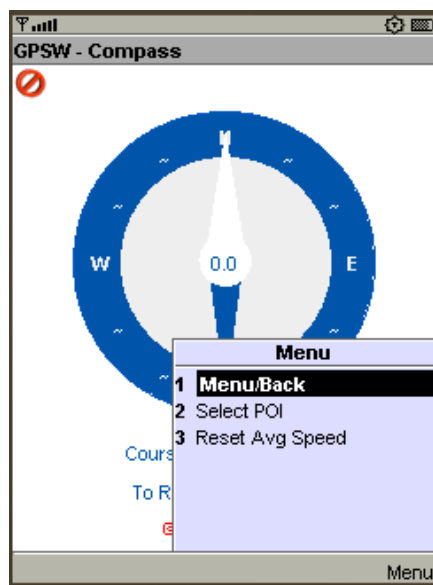 GPSW - Compass
N
W
0.0
E
Menu
1 Menu/Back
2 Select POI
3 Reset Avg Speed
Cours
To R
Menu